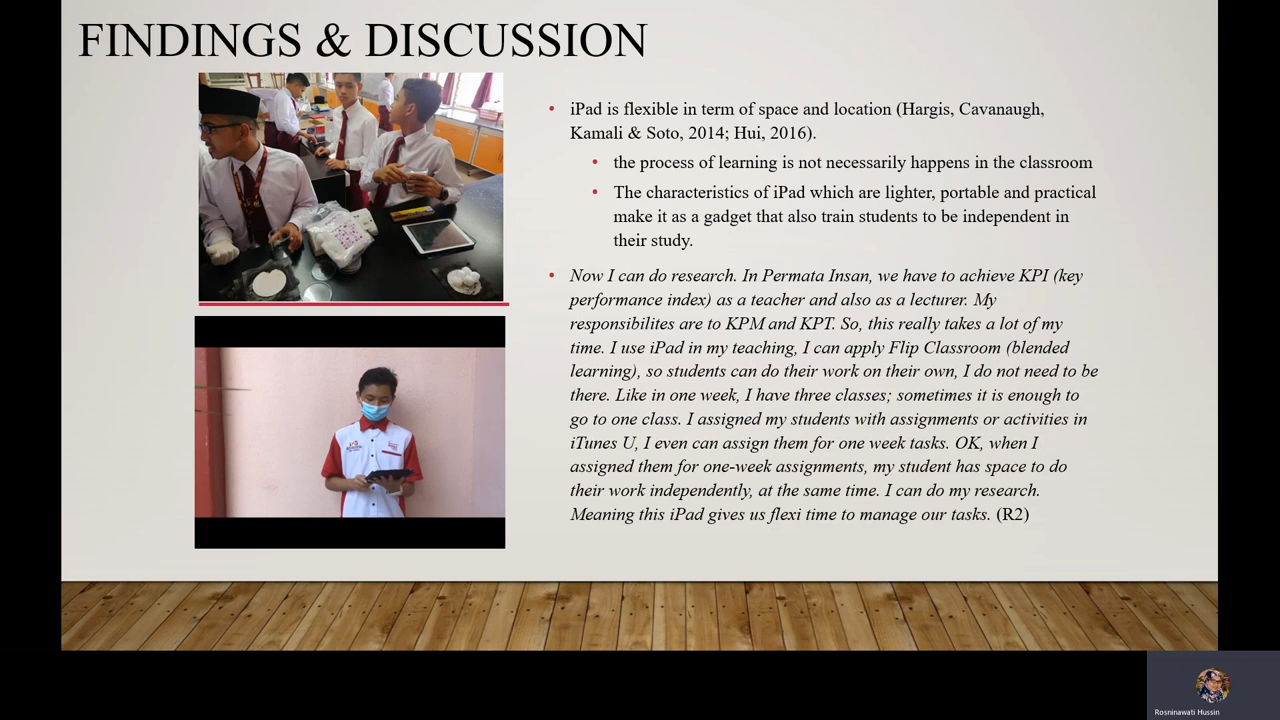 FINDINGS & DISCUSSION
• iPad is flexible in term of space and location (Hargis, Cavanaugh,
Kamali & Soto, 2014; Hui, 2016).
• the process of learning is not necessarily happens in the classroom
• The characteristics of iPad which are lighter, portable and practical
make it as a gadget that also train students to be independent in
their study.
• Now I can do research. In Permata Insan, we have to achieve KPI (key
performance index) as a teacher and also as a lecturer. My
responsibilites are to KPM and KPT. So, this really takes a lot of my
time. I use iPad in my teaching, I can apply Flip Classroom (blended
learning), so students can do their work on their own, I do not need to be
there. Like in one week, I have three classes; sometimes it is enough to
go to one class. I assigned my students with assignments or activities in
iTunes U, I even can assign them for one week tasks. OK, when I
assigned them for one-week assignments, my student has space to do
their work independently, at the same time. I can do my research.
Meaning this iPad gives us flexi time to manage our tasks. (R2)
Rosninawati Hussin